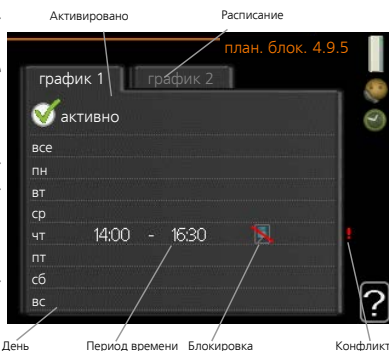 Активировано Расписание
план. блок. 4.9.5
график 1 график 2
активно
все
пн
вт
ср
чт 14:00 - 16:30 !
пт
сб
вс
?
День Период времени Блокировка Конфликт